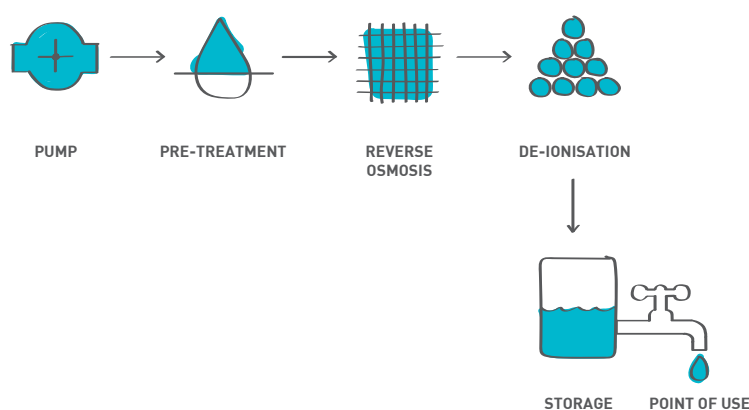 PUMP
PRE-TREATMENT
REVERSE
OSMOSIS
DE-IONISATION
STORAGE
POINT OF USE